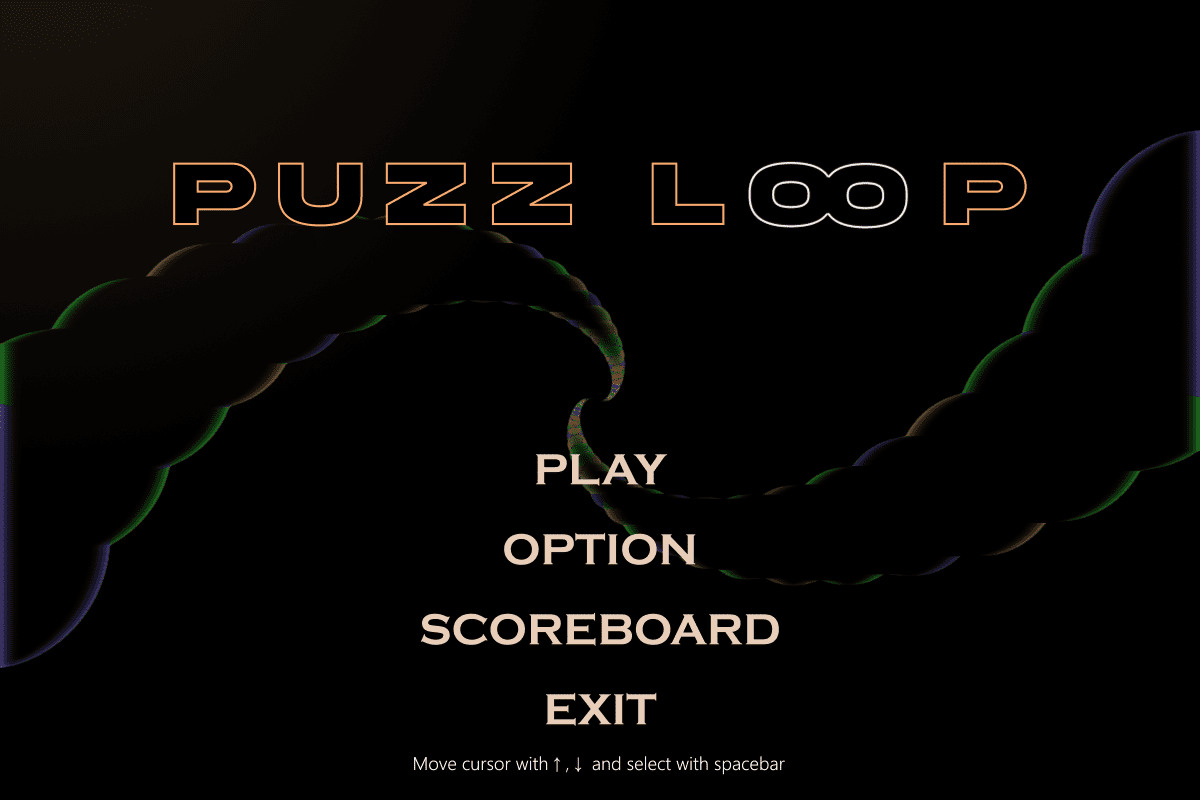 PUZZ LOOP
PLAY
OPTION
SCOREBOARD
EXIT
Move cursor with ↑ , ↓ and select with spacebar